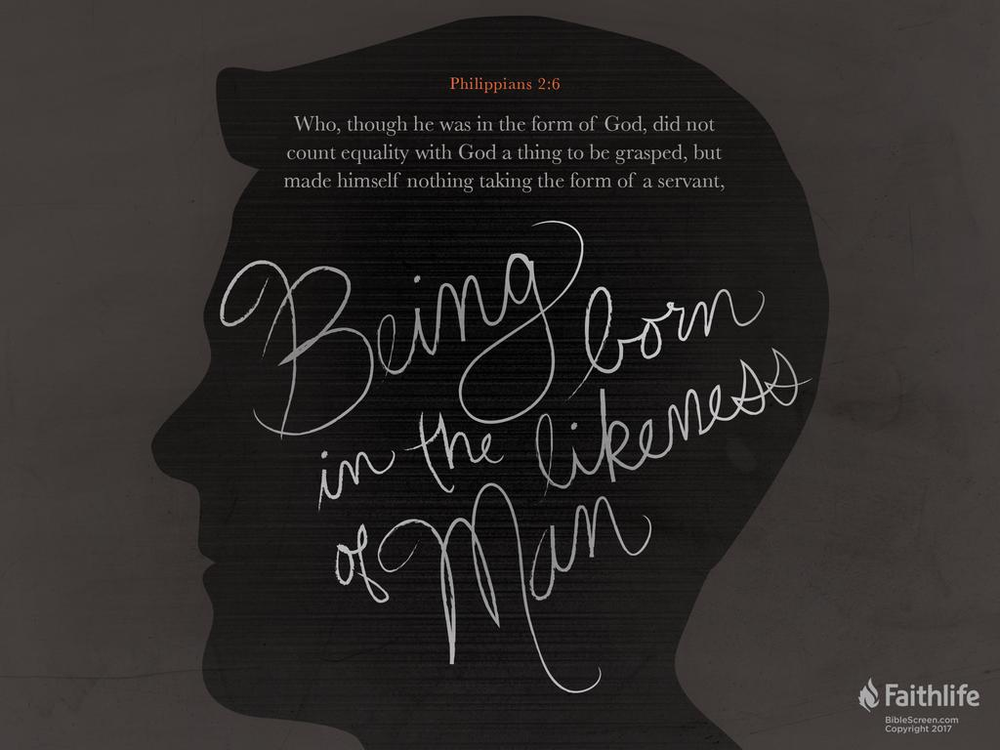 Philippians 2:6
Who, though he was in the form of God, did not
count equality with God a thing to be grasped, but
made himself nothing taking the form of a servant,
Being born
in the likeness
of Man
Faithlife
BibleScreen.com
Copyright 2017